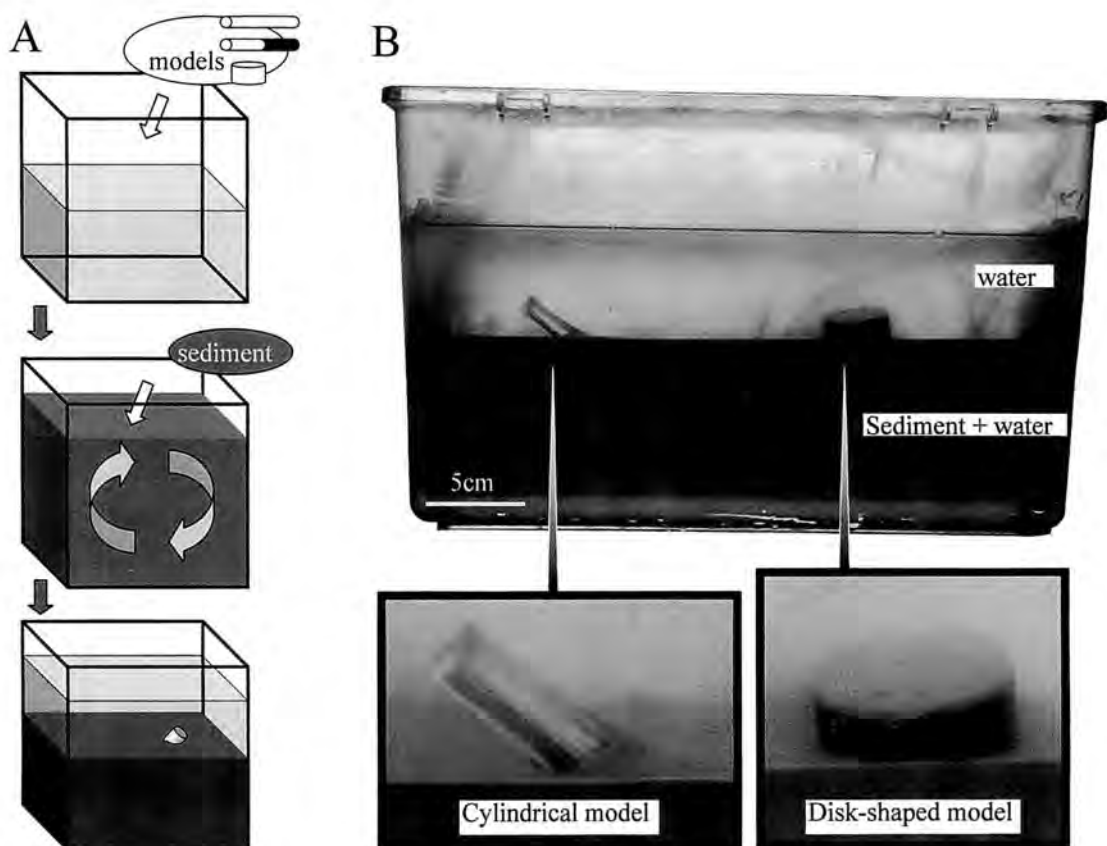 A
models
sediment
B
water
Sediment + water
5cm
Cylindrical model
Disk-shaped model